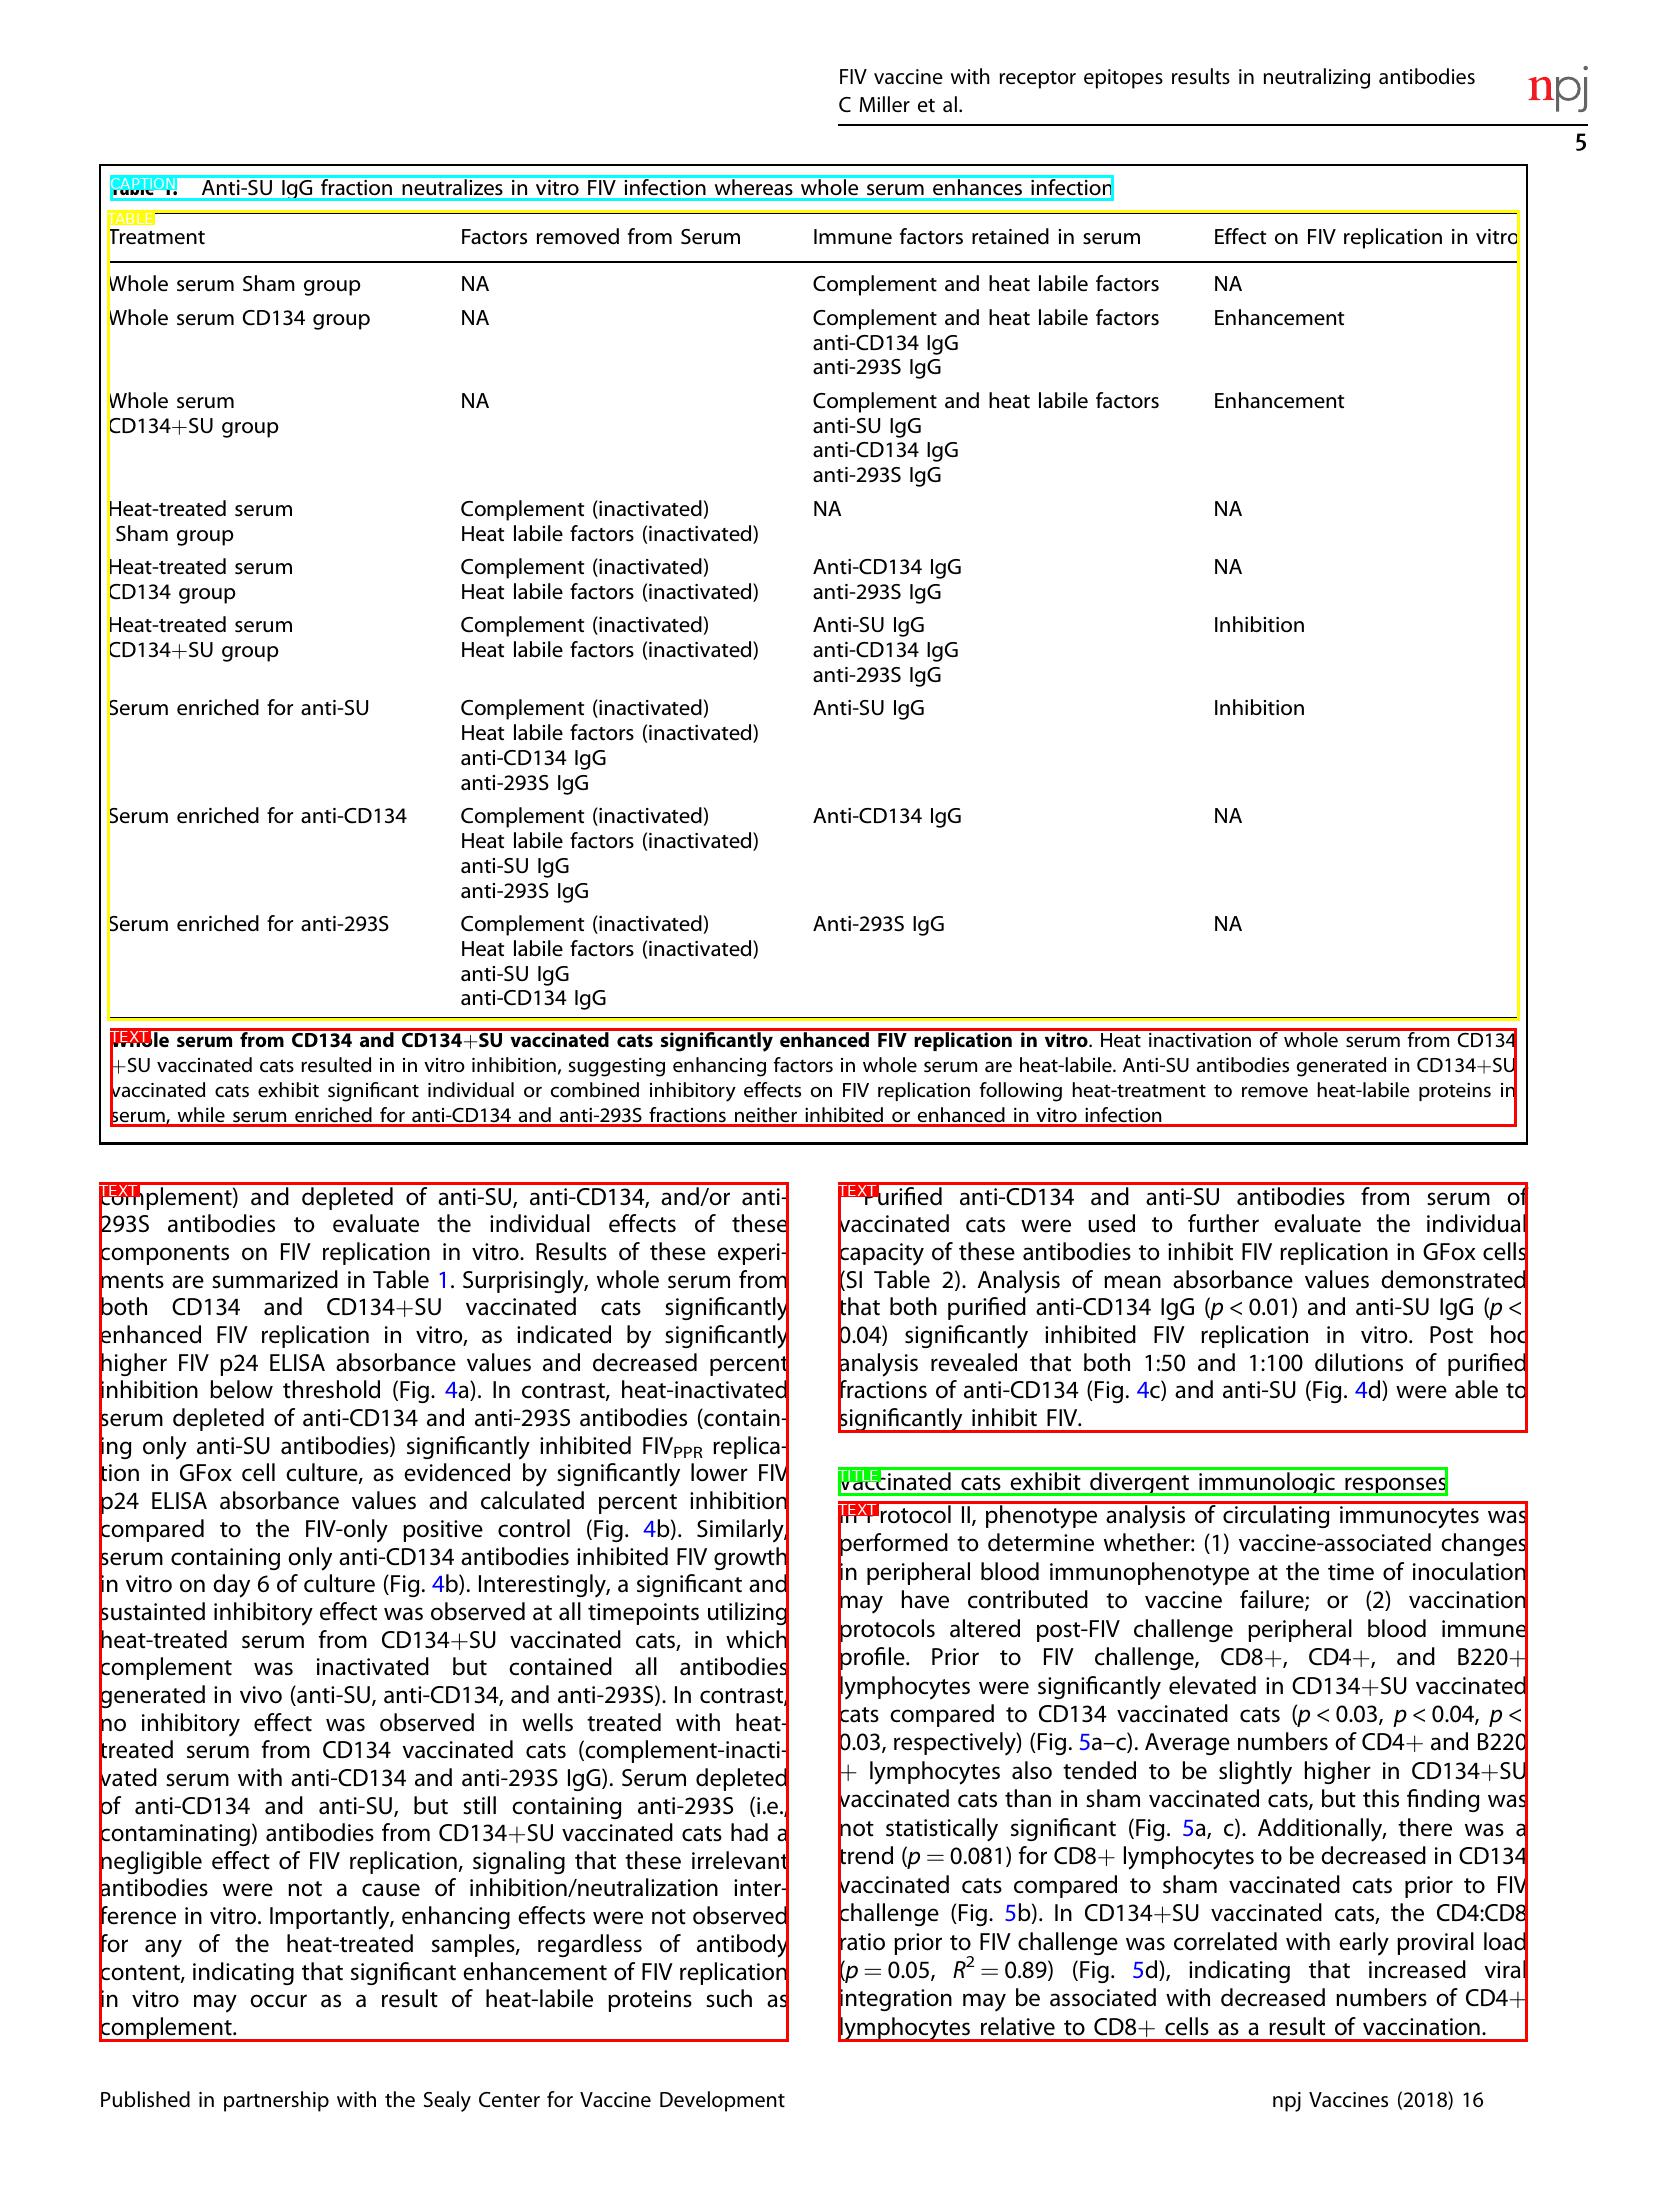 FIV vaccine with receptor epitopes results in neutralizing antibodies
C Miller et al.
npj
5
CAPTION
Anti-SU IgG fraction neutralizes in vitro FIV infection whereas whole serum enhances infection
TABLE
Treatment Factors removed from Serum Immune factors retained in serum Effect on FIV replication in vitro
Whole serum Sham group NA Complement and heat labile factors NA
Whole serum CD134 group NA Complement and heat labile factors Enhancement
anti-CD134 IgG
anti-293S IgG
Whole serum NA Complement and heat labile factors Enhancement
CD134+SU group anti-SU IgG
anti-CD134 IgG
anti-293S IgG
Heat-treated serum Complement (inactivated) NA NA
Sham group Heat labile factors (inactivated)
Heat-treated serum Complement (inactivated) Anti-CD134 IgG NA
CD134 group Heat labile factors (inactivated) anti-293S IgG
Heat-treated serum Complement (inactivated) Anti-SU IgG Inhibition
CD134+SU group Heat labile factors (inactivated) anti-CD134 IgG
anti-293S IgG
Serum enriched for anti-SU Complement (inactivated) Anti-SU IgG Inhibition
Heat labile factors (inactivated)
anti-CD134 IgG
anti-293S IgG
Serum enriched for anti-CD134 Complement (inactivated) Anti-CD134 IgG NA
Heat labile factors (inactivated)
anti-SU IgG
anti-293S IgG
Serum enriched for anti-293S Complement (inactivated) Anti-293S IgG NA
Heat labile factors (inactivated)
anti-SU IgG
anti-CD134 IgG
TEXT
Whole serum from CD134 and CD134+SU vaccinated cats significantly enhanced FIV replication in vitro. Heat inactivation of whole serum from CD134
+SU vaccinated cats resulted in in vitro inhibition, suggesting enhancing factors in whole serum are heat-labile. Anti-SU antibodies generated in CD134+SU
vaccinated cats exhibit significant individual or combined inhibitory effects on FIV replication following heat-treatment to remove heat-labile proteins in
serum, while serum enriched for anti-CD134 and anti-293S fractions neither inhibited or enhanced in vitro infection
TEXT
complement) and depleted of anti-SU, anti-CD134, and/or anti-
293S antibodies to evaluate the individual effects of these
components on FIV replication in vitro. Results of these experi-
ments are summarized in Table 1. Surprisingly, whole serum from
both CD134 and CD134+SU vaccinated cats significantly
enhanced FIV replication in vitro, as indicated by significantly
higher FIV p24 ELISA absorbance values and decreased percent
inhibition below threshold (Fig. 4a). In contrast, heat-inactivated
serum depleted of anti-CD134 and anti-293S antibodies (contain-
ing only anti-SU antibodies) significantly inhibited FIVPPR replica-
tion in GFox cell culture, as evidenced by significantly lower FIV
p24 ELISA absorbance values and calculated percent inhibition
compared to the FIV-only positive control (Fig. 4b). Similarly,
serum containing only anti-CD134 antibodies inhibited FIV growth
in vitro on day 6 of culture (Fig. 4b). Interestingly, a significant and
sustainted inhibitory effect was observed at all timepoints utilizing
heat-treated serum from CD134+SU vaccinated cats, in which
complement was inactivated but contained all antibodies
generated in vivo (anti-SU, anti-CD134, and anti-293S). In contrast,
no inhibitory effect was observed in wells treated with heat-
treated serum from CD134 vaccinated cats (complement-inacti-
vated serum with anti-CD134 and anti-293S IgG). Serum depleted
of anti-CD134 and anti-SU, but still containing anti-293S (i.e.,
contaminating) antibodies from CD134+SU vaccinated cats had a
negligible effect of FIV replication, signaling that these irrelevant
antibodies were not a cause of inhibition/neutralization inter-
ference in vitro. Importantly, enhancing effects were not observed
for any of the heat-treated samples, regardless of antibody
content, indicating that significant enhancement of FIV replication
in vitro may occur as a result of heat-labile proteins such as
complement.
TEXT
Purified anti-CD134 and anti-SU antibodies from serum of
vaccinated cats were used to further evaluate the individual
capacity of these antibodies to inhibit FIV replication in GFox cells
(SI Table 2). Analysis of mean absorbance values demonstrated
that both purified anti-CD134 IgG (p < 0.01) and anti-SU IgG (p <
0.04) significantly inhibited FIV replication in vitro. Post hoc
analysis revealed that both 1:50 and 1:100 dilutions of purified
fractions of anti-CD134 (Fig. 4c) and anti-SU (Fig. 4d) were able to
significantly inhibit FIV.
TITLE
Vaccinated cats exhibit divergent immunologic responses
TEXT
In Protocol II, phenotype analysis of circulating immunocytes was
performed to determine whether: (1) vaccine-associated changes
in peripheral blood immunophenotype at the time of inoculation
may have contributed to vaccine failure; or (2) vaccination
protocols altered post-FIV challenge peripheral blood immune
profile. Prior to FIV challenge, CD8+, CD4+, and B220+
lymphocytes were significantly elevated in CD134+SU vaccinated
cats compared to CD134 vaccinated cats (p < 0.03, p < 0.04, p <
0.03, respectively) (Fig. 5a–c). Average numbers of CD4+ and B220
+ lymphocytes also tended to be slightly higher in CD134+SU
vaccinated cats than in sham vaccinated cats, but this finding was
not statistically significant (Fig. 5a, c). Additionally, there was a
trend (p = 0.081) for CD8+ lymphocytes to be decreased in CD134
vaccinated cats compared to sham vaccinated cats prior to FIV
challenge (Fig. 5b). In CD134+SU vaccinated cats, the CD4:CD8
ratio prior to FIV challenge was correlated with early proviral load
(p = 0.05, R² = 0.89) (Fig. 5d), indicating that increased viral
integration may be associated with decreased numbers of CD4+
lymphocytes relative to CD8+ cells as a result of vaccination.
Published in partnership with the Sealy Center for Vaccine Development
npj Vaccines (2018) 16